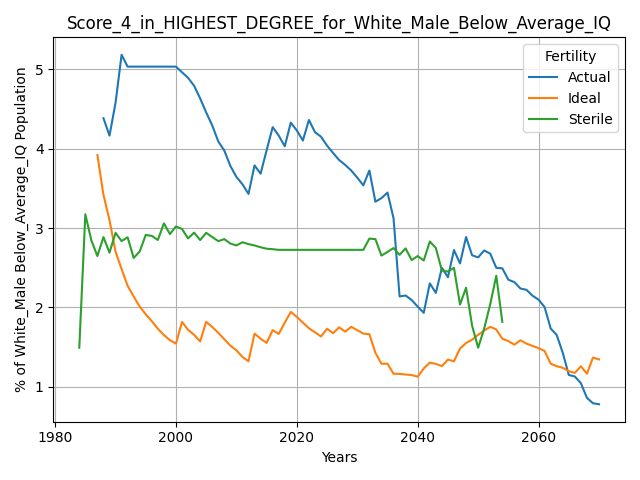 Score_4_in_HIGHEST_DEGREE_for_White_Male_Below_Average_IQ
% of White_Male Below_Average_IQ Population
5
4
3
2
1
Fertility
Actual
Ideal
Sterile
1980
2000
2020
2040
2060
Years